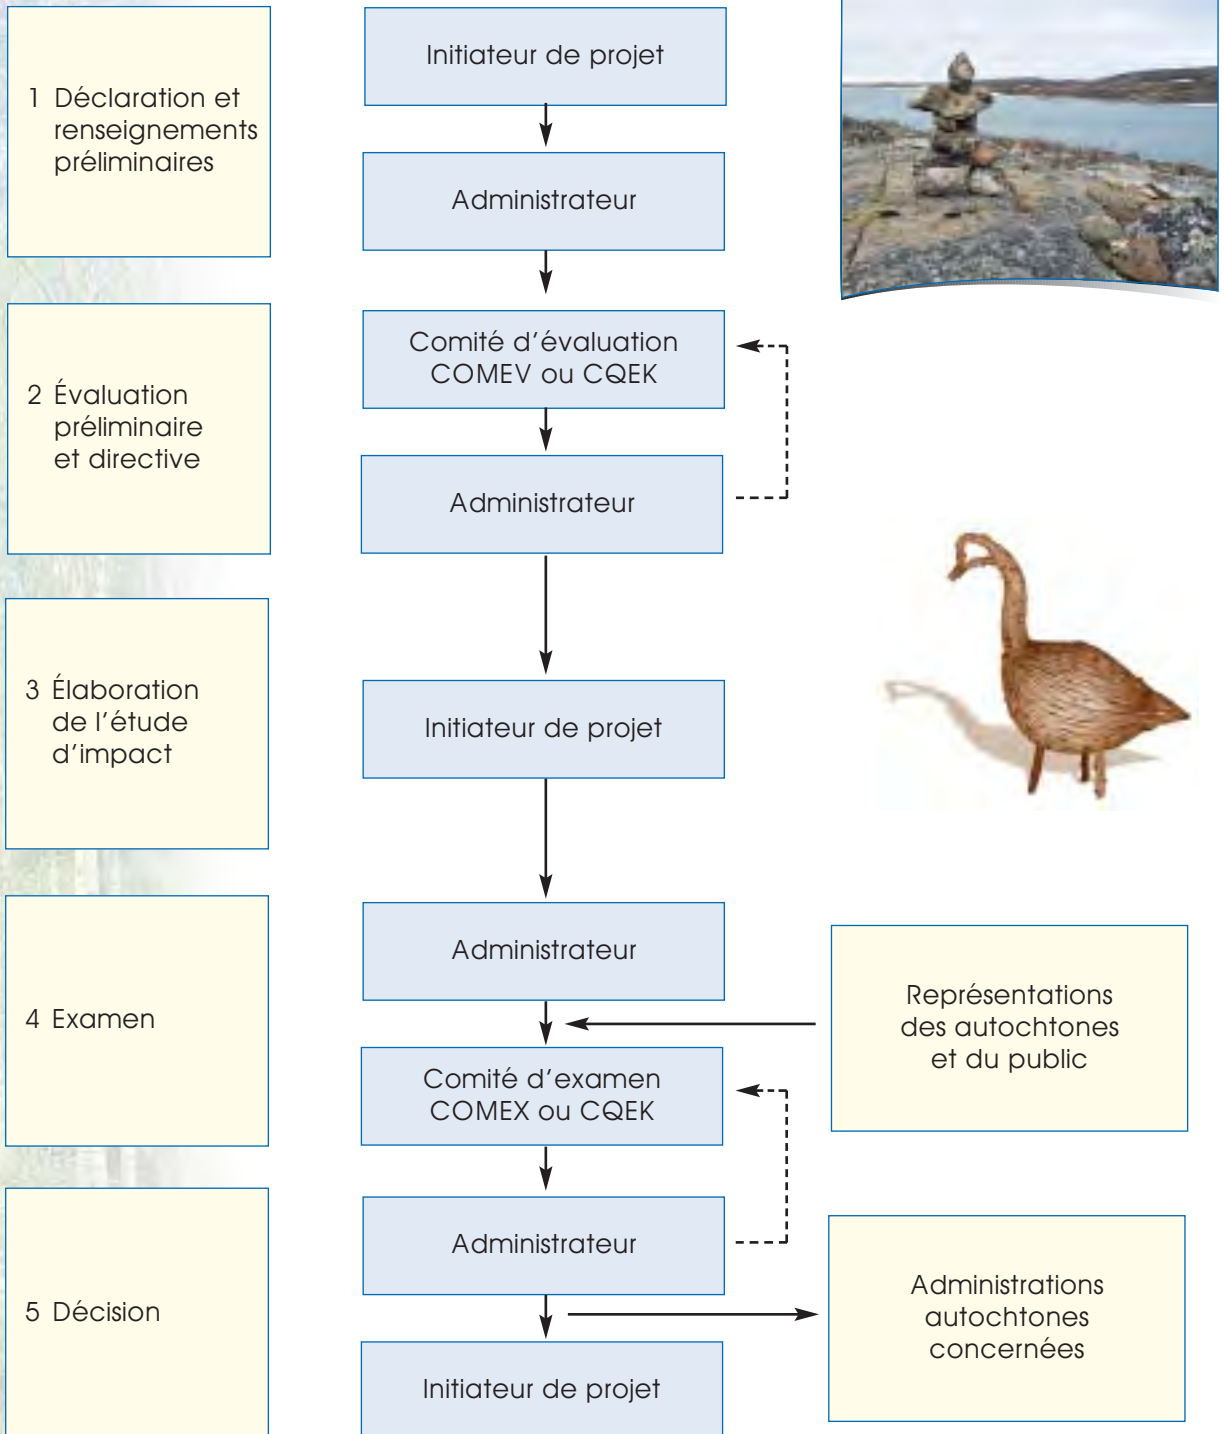 1 Déclaration et
renseignements
préliminaires
Initiateur de projet
Administrateur
2 Évaluation
préliminaire
et directive
Comité d'évaluation
COMEV ou CQEK
Administrateur
3 Élaboration
de l'étude
d'impact
Initiateur de projet
4 Examen
Administrateur
Représentations
des autochtones
et du public
Comité d'examen
COMEX ou CQEK
5 Décision
Administrateur
Administrations
autochtones
concernées
Initiateur de projet